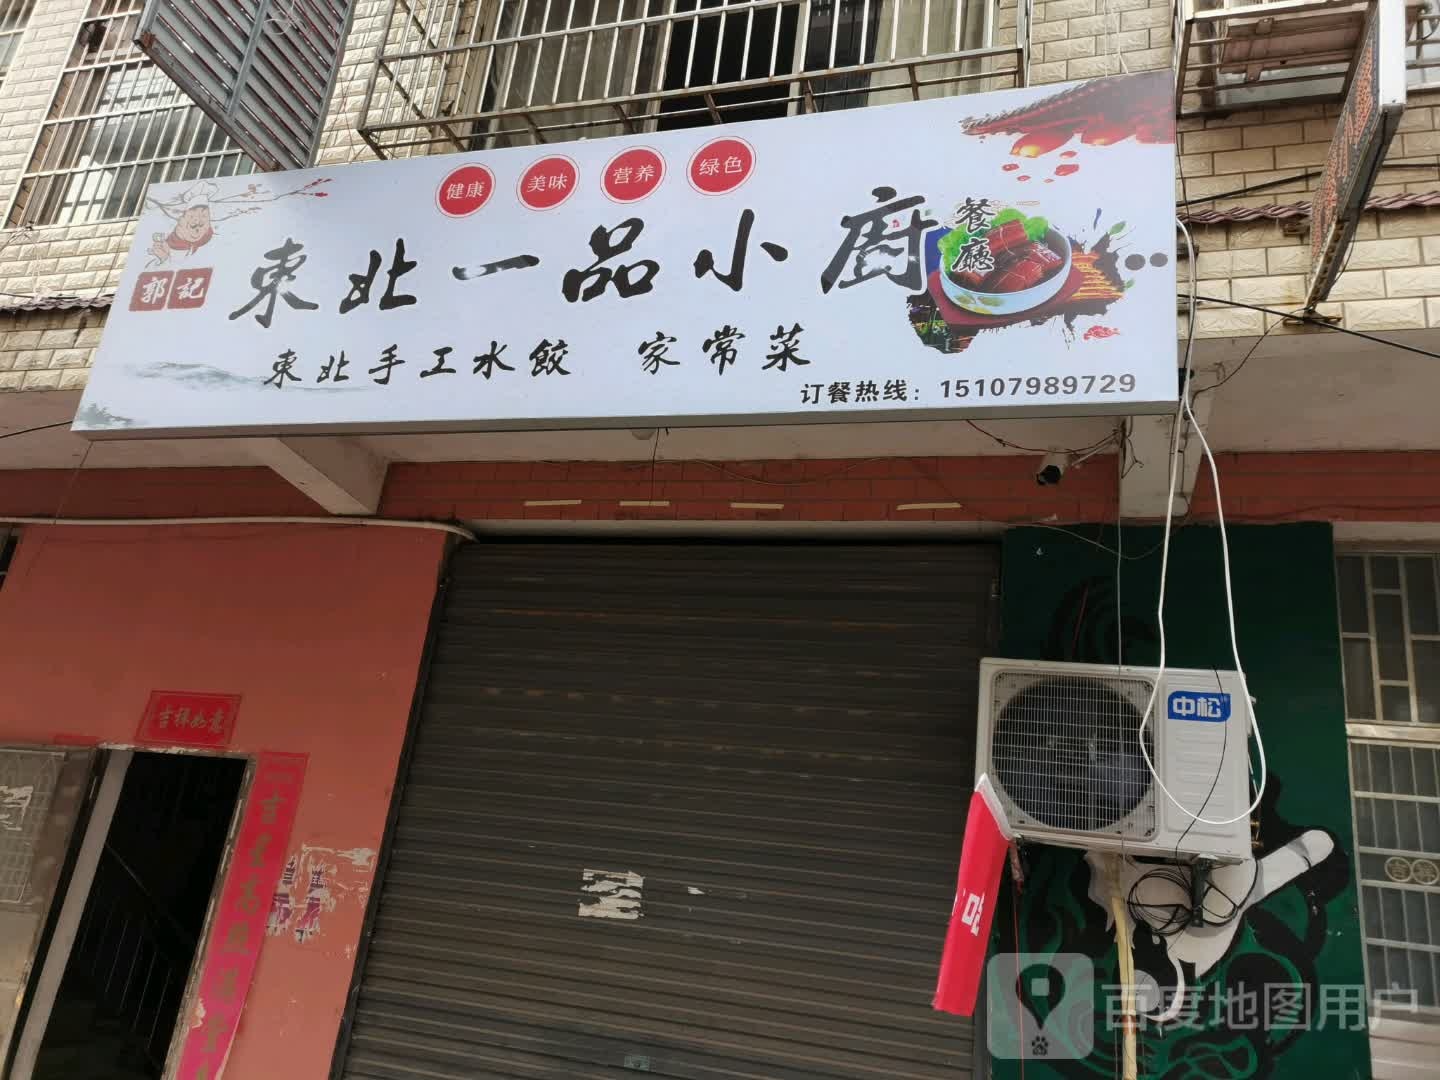 健康 美味 营养 绿色
郭記 東北一品小廚 餐廳
東北手工水餃 家常菜
订餐热线：15107989729
中松
吉祥如意
百度地图用户